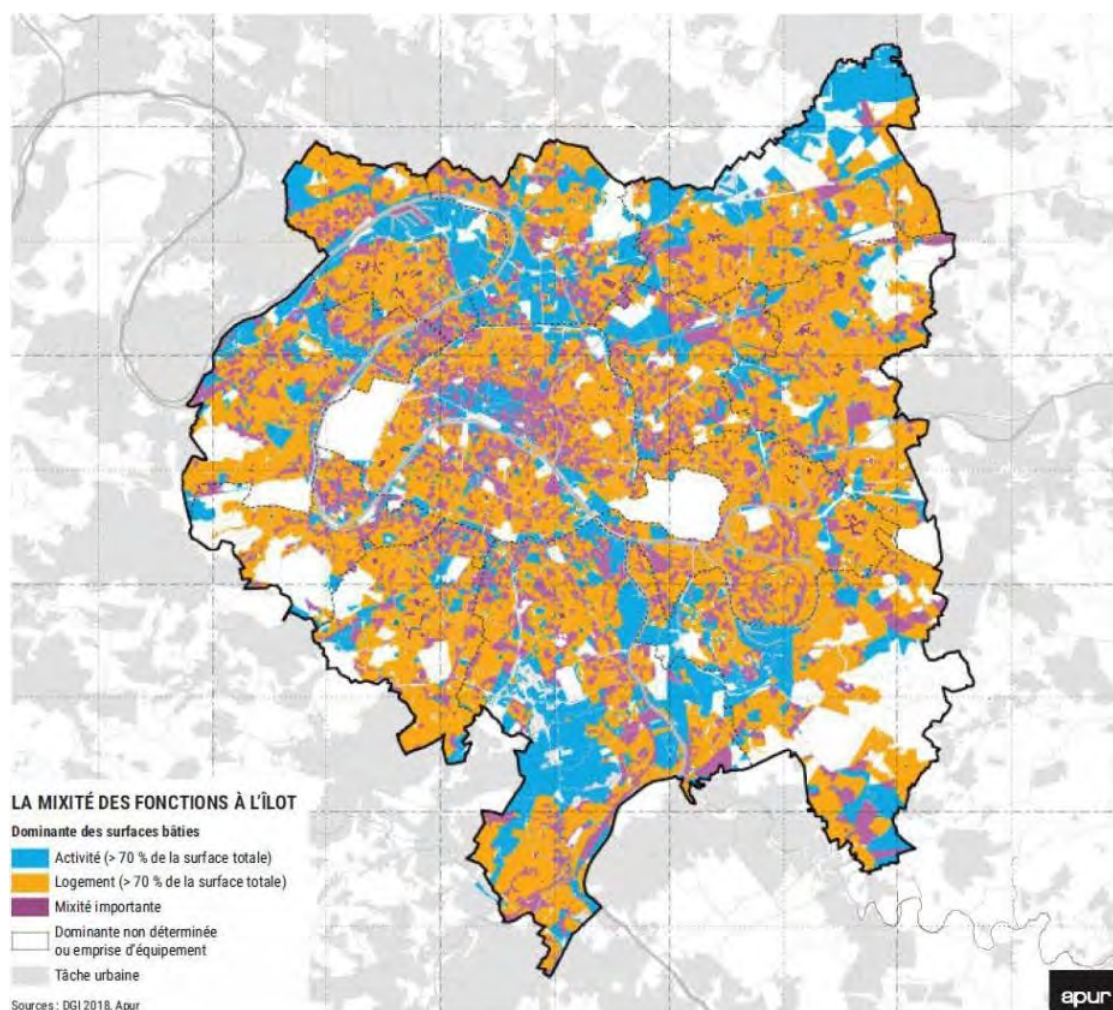 LA MIXITÉ DES FONCTIONS À L'ÎLOT
Dominante des surfaces bâties
Activité (> 70 % de la surface totale)
Logement (> 70 % de la surface totale)
Mixité importante
Dominante non déterminée
ou emprise d'équipement
Tâche urbaine
Sources : DGI 2018, Apur
apur